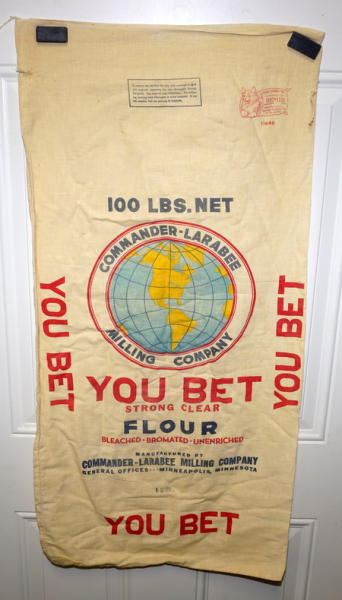 100 LBS. NET
COMMANDER-LARABEE
MILLING COMPANY
YOU BET
YOU BET
YOU BET
STRONG CLEAR
FLOUR
BLEACHED · BROMATED · UNENRICHED
MANUFACTURED BY
COMMANDER-LARABEE MILLING COMPANY
GENERAL OFFICES---MINNEAPOLIS, MINNESOTA
YOU BET